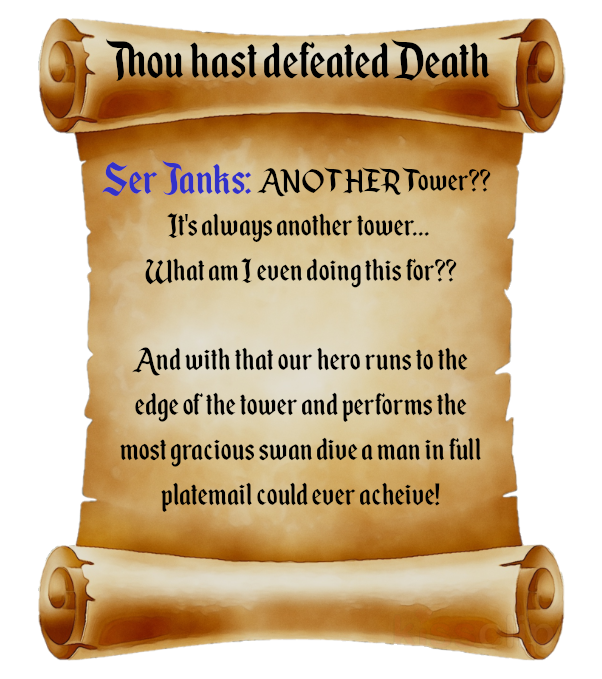 Thou hast defeated Death
Ser Janks: ANOTHER Tower??
It's always another tower...
What am I even doing this for??
And with that our hero runs to the
edge of the tower and performs the
most gracious swan dive a man in full
platemail could ever acheive!